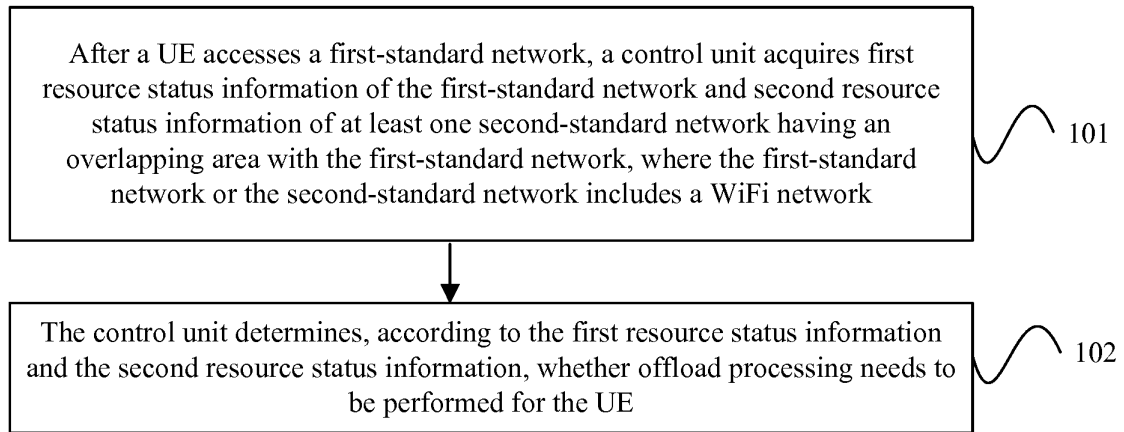 After a UE accesses a first-standard network, a control unit acquires first
resource status information of the first-standard network and second resource
status information of at least one second-standard network having an
overlapping area with the first-standard network, where the first-standard
network or the second-standard network includes a WiFi network
101
The control unit determines, according to the first resource status information
and the second resource status information, whether offload processing needs to
be performed for the UE
102